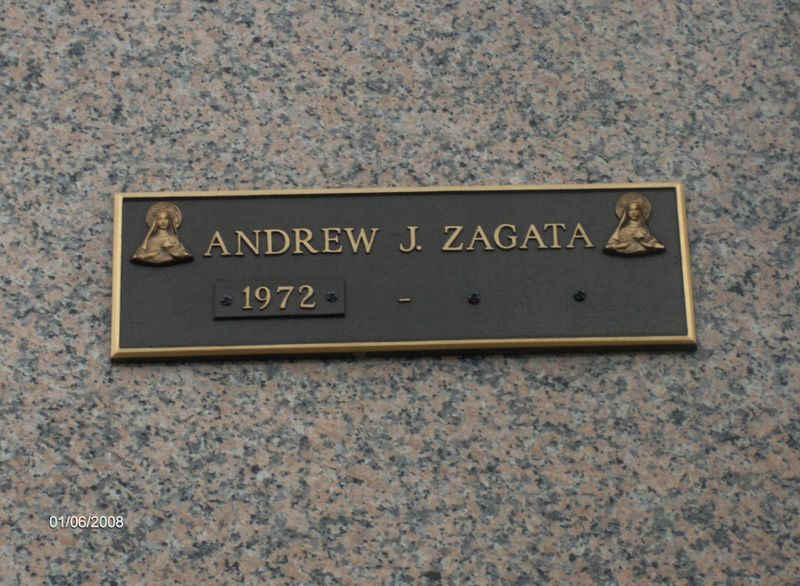 ANDREW J. ZAGATA
1972 -
01/06/2008